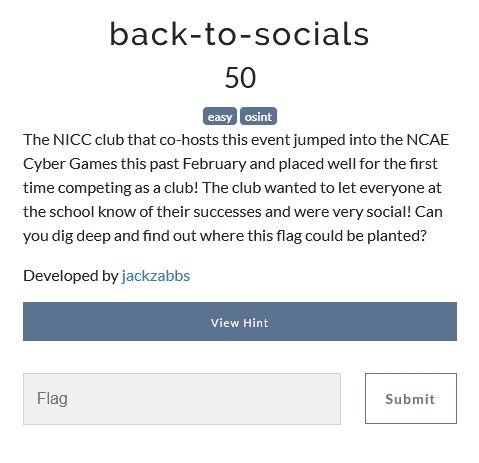 back-to-socials
50
easy osint
The NICC club that co-hosts this event jumped into the NCAE
Cyber Games this past February and placed well for the first
time competing as a club! The club wanted to let everyone at
the school know of their successes and were very social! Can
you dig deep and find out where this flag could be planted?
Developed by jackzabbs
View Hint
Flag Submit